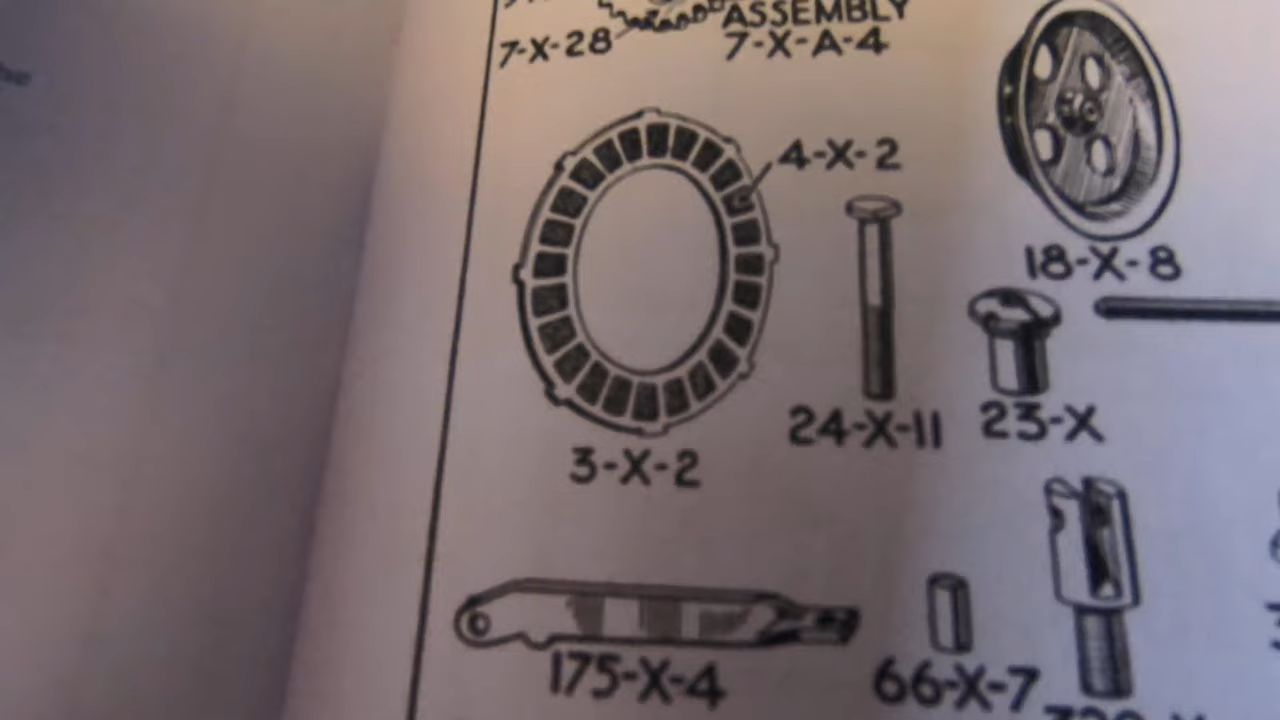 ASSEMBLY
7-X-28
7-X-A-4
4-X-2
18-X-8
24-X-11
23-X
3-X-2
175-X-4
66-X-7